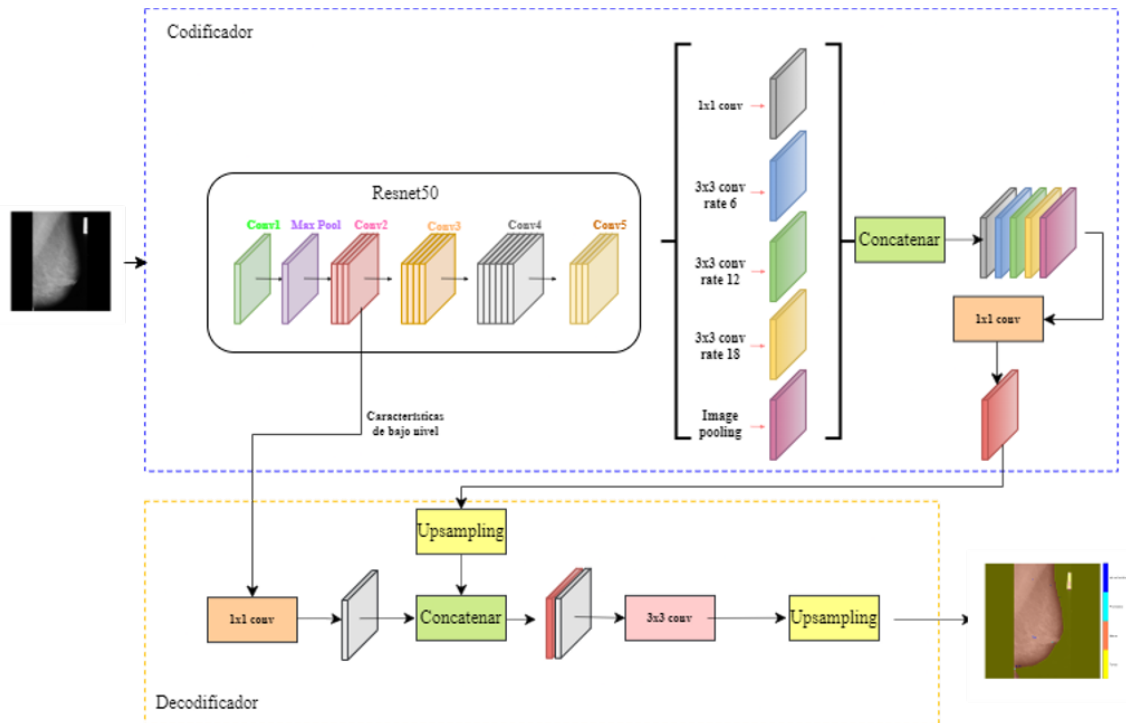 Codificador
Resnet50
Conv1
Max Pool
Conv2
Conv3
Conv4
Conv5
1x1 conv
3x3 conv
rate 6
3x3 conv
rate 12
3x3 conv
rate 18
Image
pooling
Concatenar
1x1 conv
Características
de bajo nivel
Upsampling
1x1 conv
Concatenar
3x3 conv
Upsampling
Decodificador